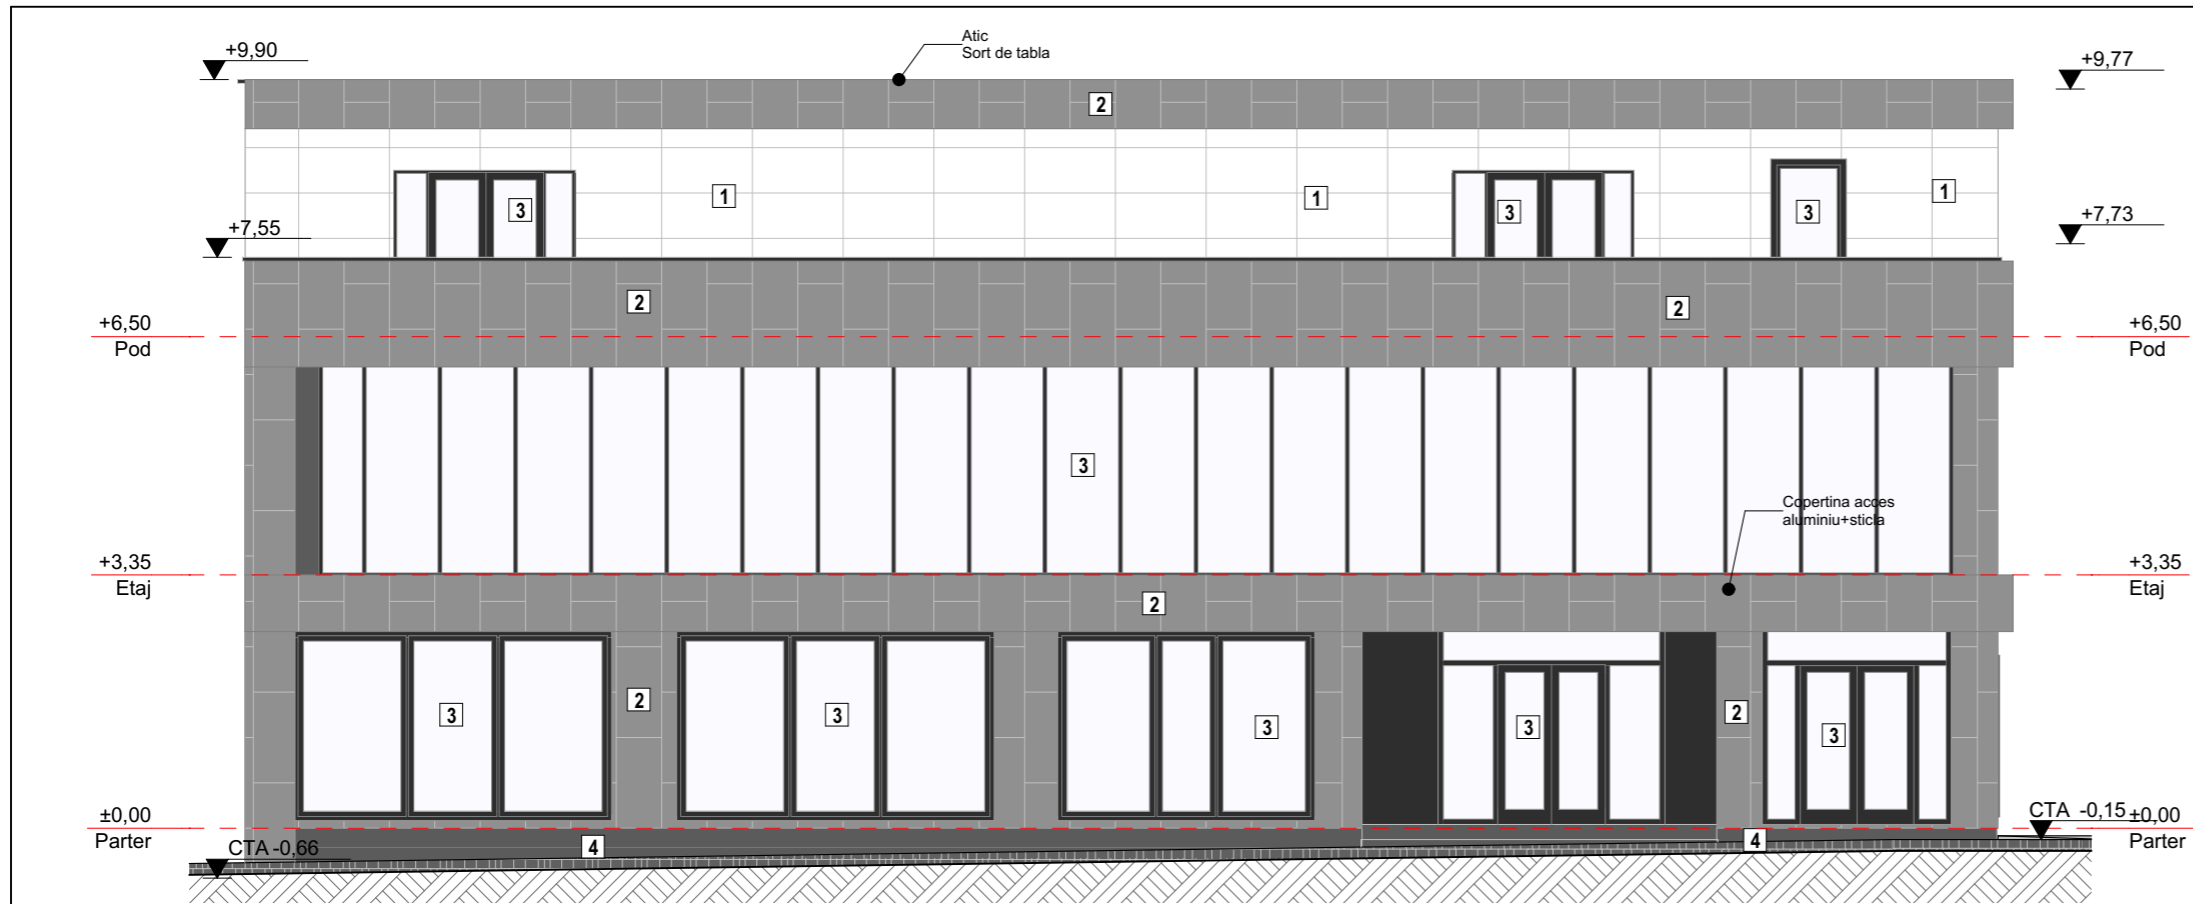 Atic
Sort de tabla
+9,90
+9,77
2
1
1
1
3
3
3
+7,55
+7,73
2
2
+6,50
Pod
+6,50
Pod
3
Copertina acces
aluminiu+sticla
+3,35
Etaj
+3,35
Etaj
2
2
2
3
3
3
3
3
±0,00
Parter
CTA -0,15
±0,00
Parter
CTA -0,66
4
4